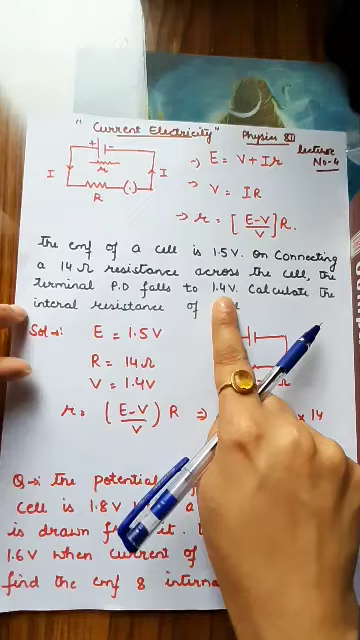 "Current Electricity" Physics XII
lecture
No-4
+ -
r
I I
R
→ E = V + Ir
→ V = IR
→ r = [E-V/V] R.
The emf of a cell is 1.5V. On Connecting
a 14 Ω resistance across the cell, the
terminal P.D falls to 1.4V. Calculate the
interal resistance of
Sol→: E = 1.5V
R = 14Ω
V = 1.4V
r = (E-V/V) R ⇒ x 14
Q→: the potential
cell is 1.8V a
is drawn it.
1.6V when current of
find the emf &